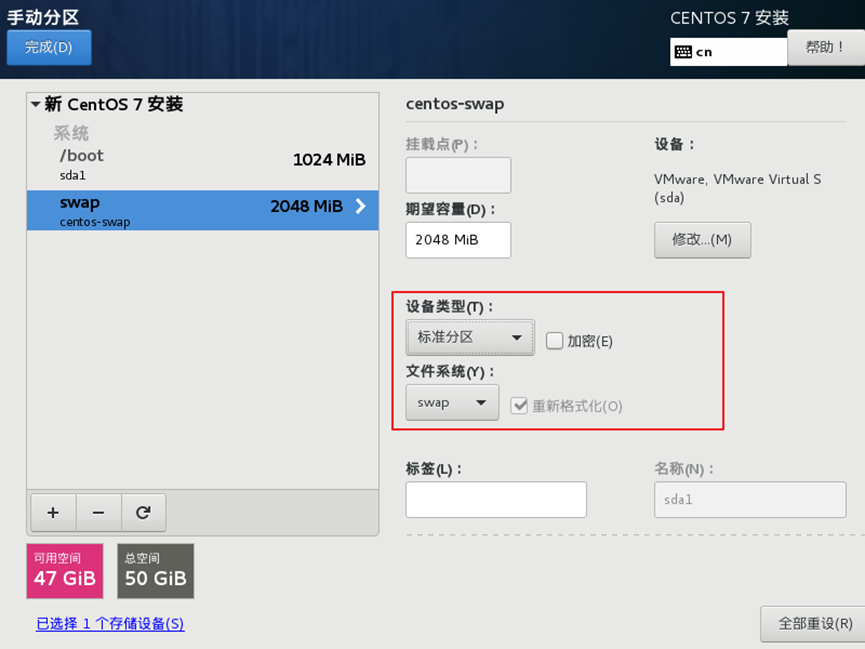 手动分区
CENTOS 7 安装
完成(D)
cn
帮助！
新 CentOS 7 安装
系统
/boot
1024 MiB
sda1
swap
2048 MiB
centos-swap
centos-swap
挂载点(P)：
设备：
VMware, VMware Virtual S
(sda)
期望容量(D)：
2048 MiB
修改...(M)
设备类型(T)：
标准分区
加密(E)
文件系统(Y)：
swap
重新格式化(O)
标签(L)：
名称(N)：
sda1
+ −
可用空间
47 GiB
总空间
50 GiB
已选择 1 个存储设备(S)
全部重设(R)